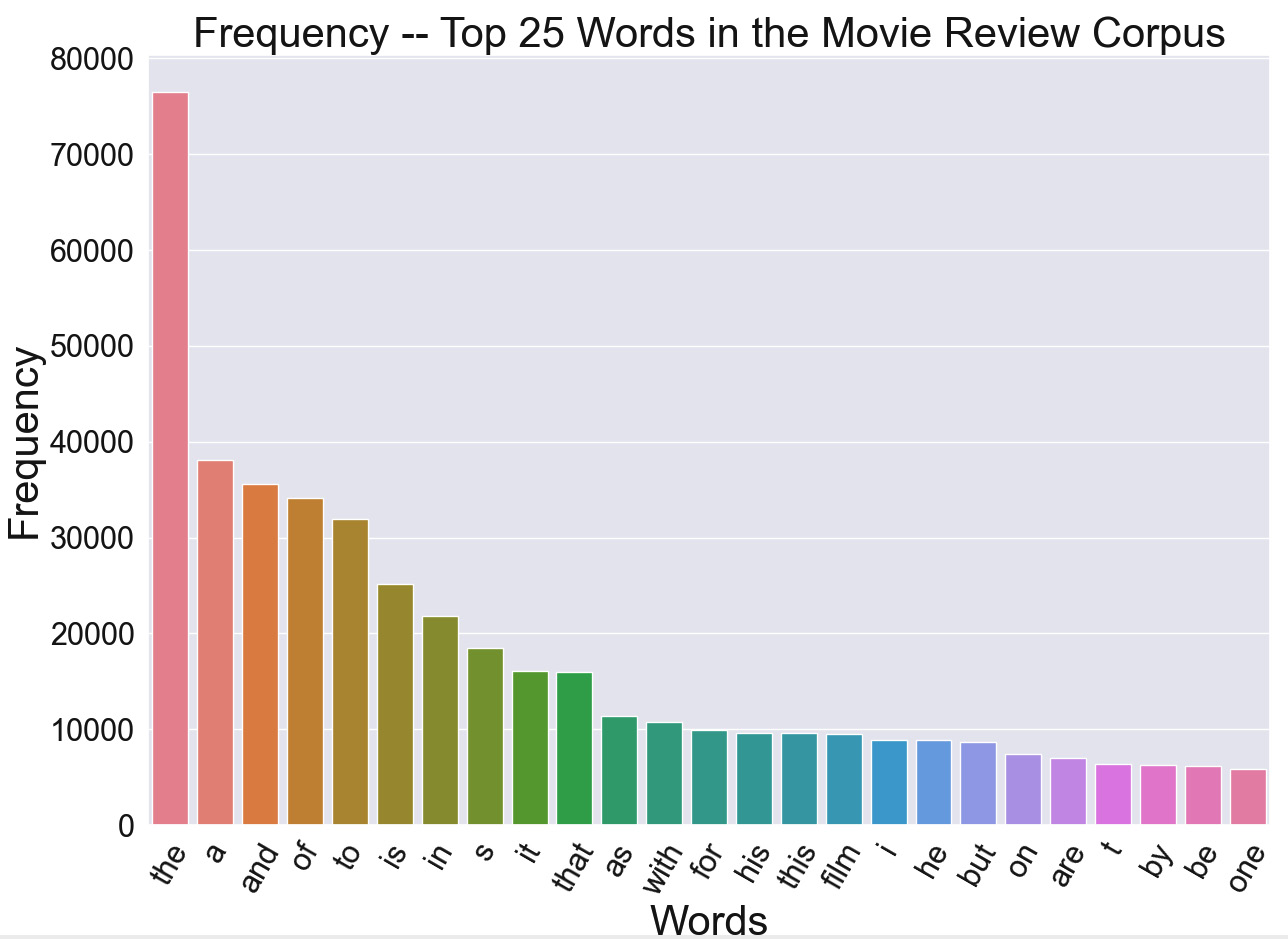 Frequency -- Top 25 Words in the Movie Review Corpus
80000
70000
60000
50000
40000
30000
20000
10000
0
Frequency
the
a
and
of
to
is
in
s
it
that
as
with
for
his
this
film
i
he
but
on
are
t
by
be
one
Words